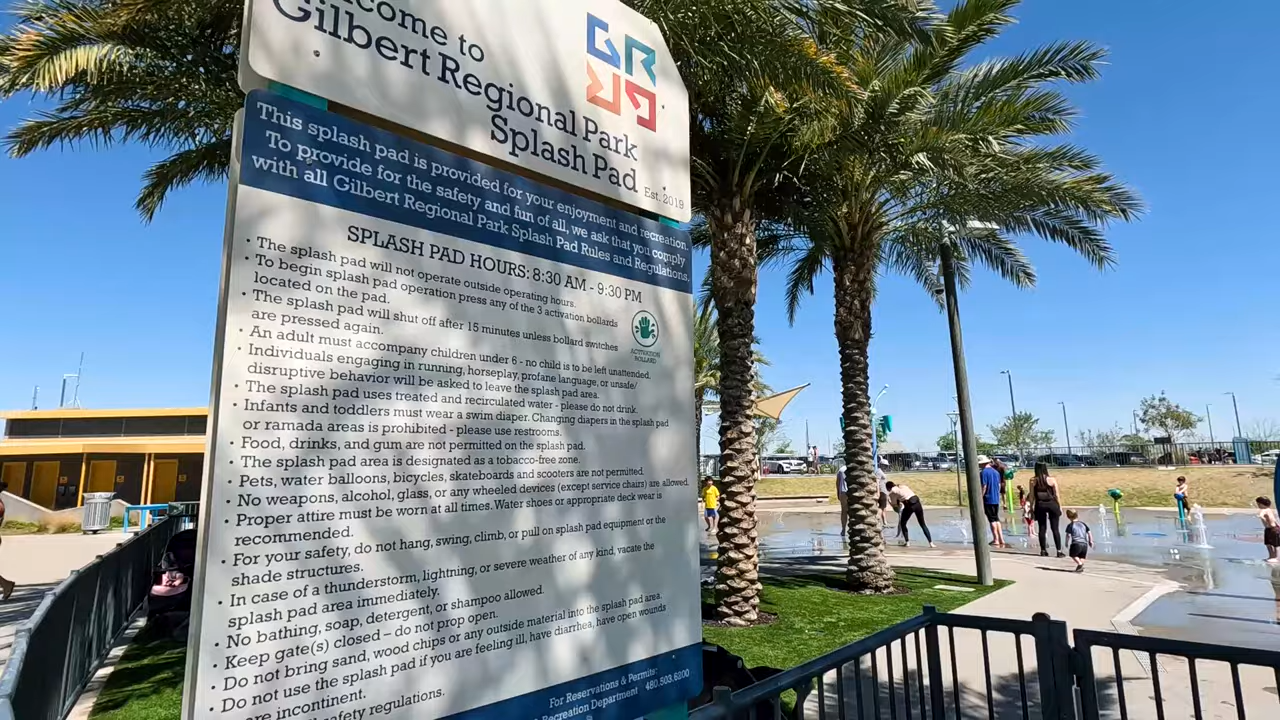 come to
Gilbert Regional Park
Splash Pad
Est. 2019
This splash pad is provided for your enjoyment and recreation.
To provide for the safety and fun of all, we ask that you comply
with all Gilbert Regional Park Splash Pad Rules and Regulations.
SPLASH PAD HOURS: 8:30 AM - 9:30 PM
• The splash pad will not operate outside operating hours.
• To begin splash pad operation press any of the 3 activation bollards
located on the pad.
• The splash pad will shut off after 15 minutes unless bollard switches
are pressed again.
ACTIVATION
BOLLARD
• An adult must accompany children under 6 - no child is to be left unattended.
• Individuals engaging in running, horseplay, profane language, or unsafe/
disruptive behavior will be asked to leave the splash pad area.
• The splash pad uses treated and recirculated water - please do not drink.
• Infants and toddlers must wear a swim diaper. Changing diapers in the splash pad
or ramada areas is prohibited - please use restrooms.
• Food, drinks, and gum are not permitted on the splash pad.
• The splash pad area is designated as a tobacco-free zone.
• Pets, water balloons, bicycles, skateboards and scooters are not permitted.
• No weapons, alcohol, glass, or any wheeled devices (except service chairs) are allowed.
• Proper attire must be worn at all times. Water shoes or appropriate deck wear is
recommended.
• For your safety, do not hang, swing, climb, or pull on splash pad equipment or the
shade structures.
• In case of a thunderstorm, lightning, or severe weather of any kind, vacate the
splash pad area immediately.
• No bathing, soap, detergent, or shampoo allowed.
• Keep gate(s) closed – do not prop open.
• Do not bring sand, wood chips or any outside material into the splash pad area.
• Do not use the splash pad if you are feeling ill, have diarrhea, have open wounds
are incontinent.
safety regulations.
For Reservations & Permits:
Recreation Department 480.503.6200